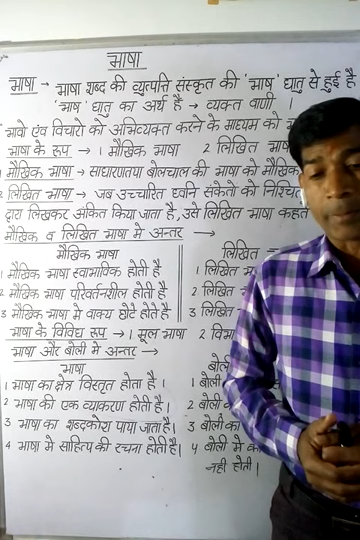 भाषा
भाषा → भाषा शब्द की व्युत्पत्ति संस्कृत की 'भाष' धातु से हुई है
'भाष' धातु का अर्थ है → व्यक्त वाणी ।
भावो एंव विचारो को अभिव्यक्त करने के माध्यम को
भाषा के रूप → 1 मौखिक भाषा 2 लिखित भाषा
1 मौखिक भाषा → साधारणतया बोलचाल की भाषा को मौखिक
2 लिखित भाषा → जब उच्चारित ध्वनि संकेतो को निश्चित
द्वारा लिखकर अंकित किया जाता है, उसे लिखित भाषा कहते
मौखिक व लिखित भाषा मे अन्तर →
मौखिक भाषा लिखित
1 मौखिक भाषा स्वाभाविक होती है 1 लिखित
2 मौखिक भाषा परिवर्तनशील होती है 2 लिखित
3 मौखिक भाषा मे वाक्य छोटे होते है 3 लिखित
भाषा के विविध रूप → 1 मूल भाषा 2
भाषा और बोली मे अन्तर →
भाषा बोली
1 भाषा का क्षेत्र विस्तृत होता है । 1 बोली
2 भाषा की एक व्याकरण होती है । 2 बोली
3 भाषा का शब्दकोश पाया जाता है । 3 बोली का
4 भाषा मे साहित्य की रचना होती है । 4 बोली मे
नही होती ।